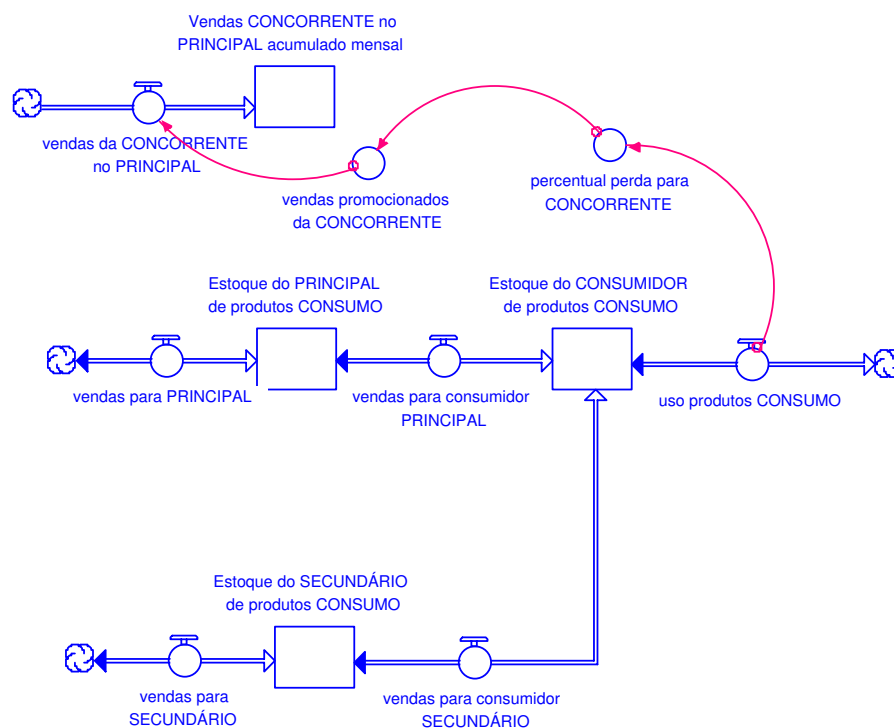 Vendas CONCORRENTE no
PRINCIPAL acumulado mensal
vendas da CONCORRENTE
no PRINCIPAL
vendas promocionados
da CONCORRENTE
percentual perda para
CONCORRENTE
Estoque do PRINCIPAL
de produtos CONSUMO
Estoque do CONSUMIDOR
de produtos CONSUMO
vendas para PRINCIPAL
vendas para consumidor
PRINCIPAL
uso produtos CONSUMO
Estoque do SECUNDÁRIO
de produtos CONSUMO
vendas para
SECUNDÁRIO
vendas para consumidor
SECUNDÁRIO